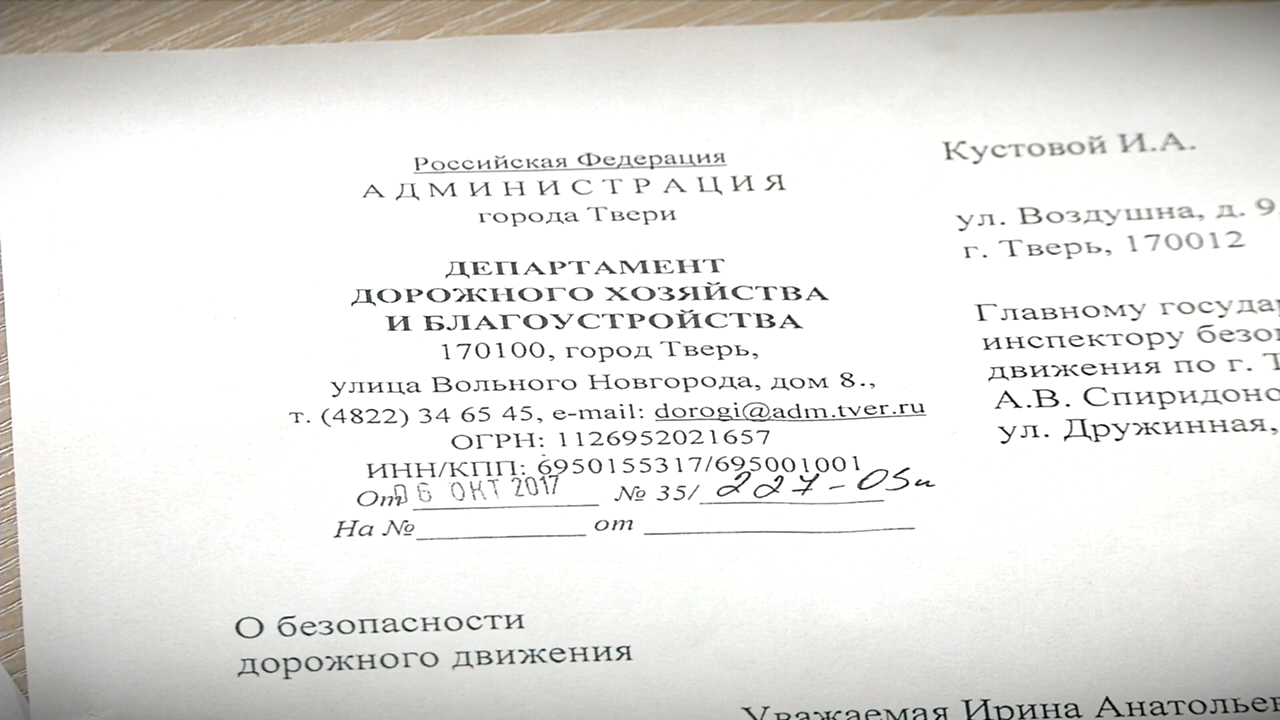 Российская Федерация
АДМИНИСТРАЦИЯ
города Твери
ДЕПАРТАМЕНТ
ДОРОЖНОГО ХОЗЯЙСТВА
И БЛАГОУСТРОЙСТВА
170100, город Тверь,
улица Вольного Новгорода, дом 8.,
т. (4822) 34 65 45, e-mail: dorogi@adm.tver.ru
ОГРН: 1126952021657
ИНН/КПП: 6950155317/695001001
От 06 ОКТ 2017 № 35/ 227-05и
На № от
О безопасности
дорожного движения
Кустовой И.А.
ул. Воздушна, д. 9
г. Тверь, 170012
Главному
инспектору
движения по г.
А.В.
ул. Дружинная,
Уважаемая Ирина